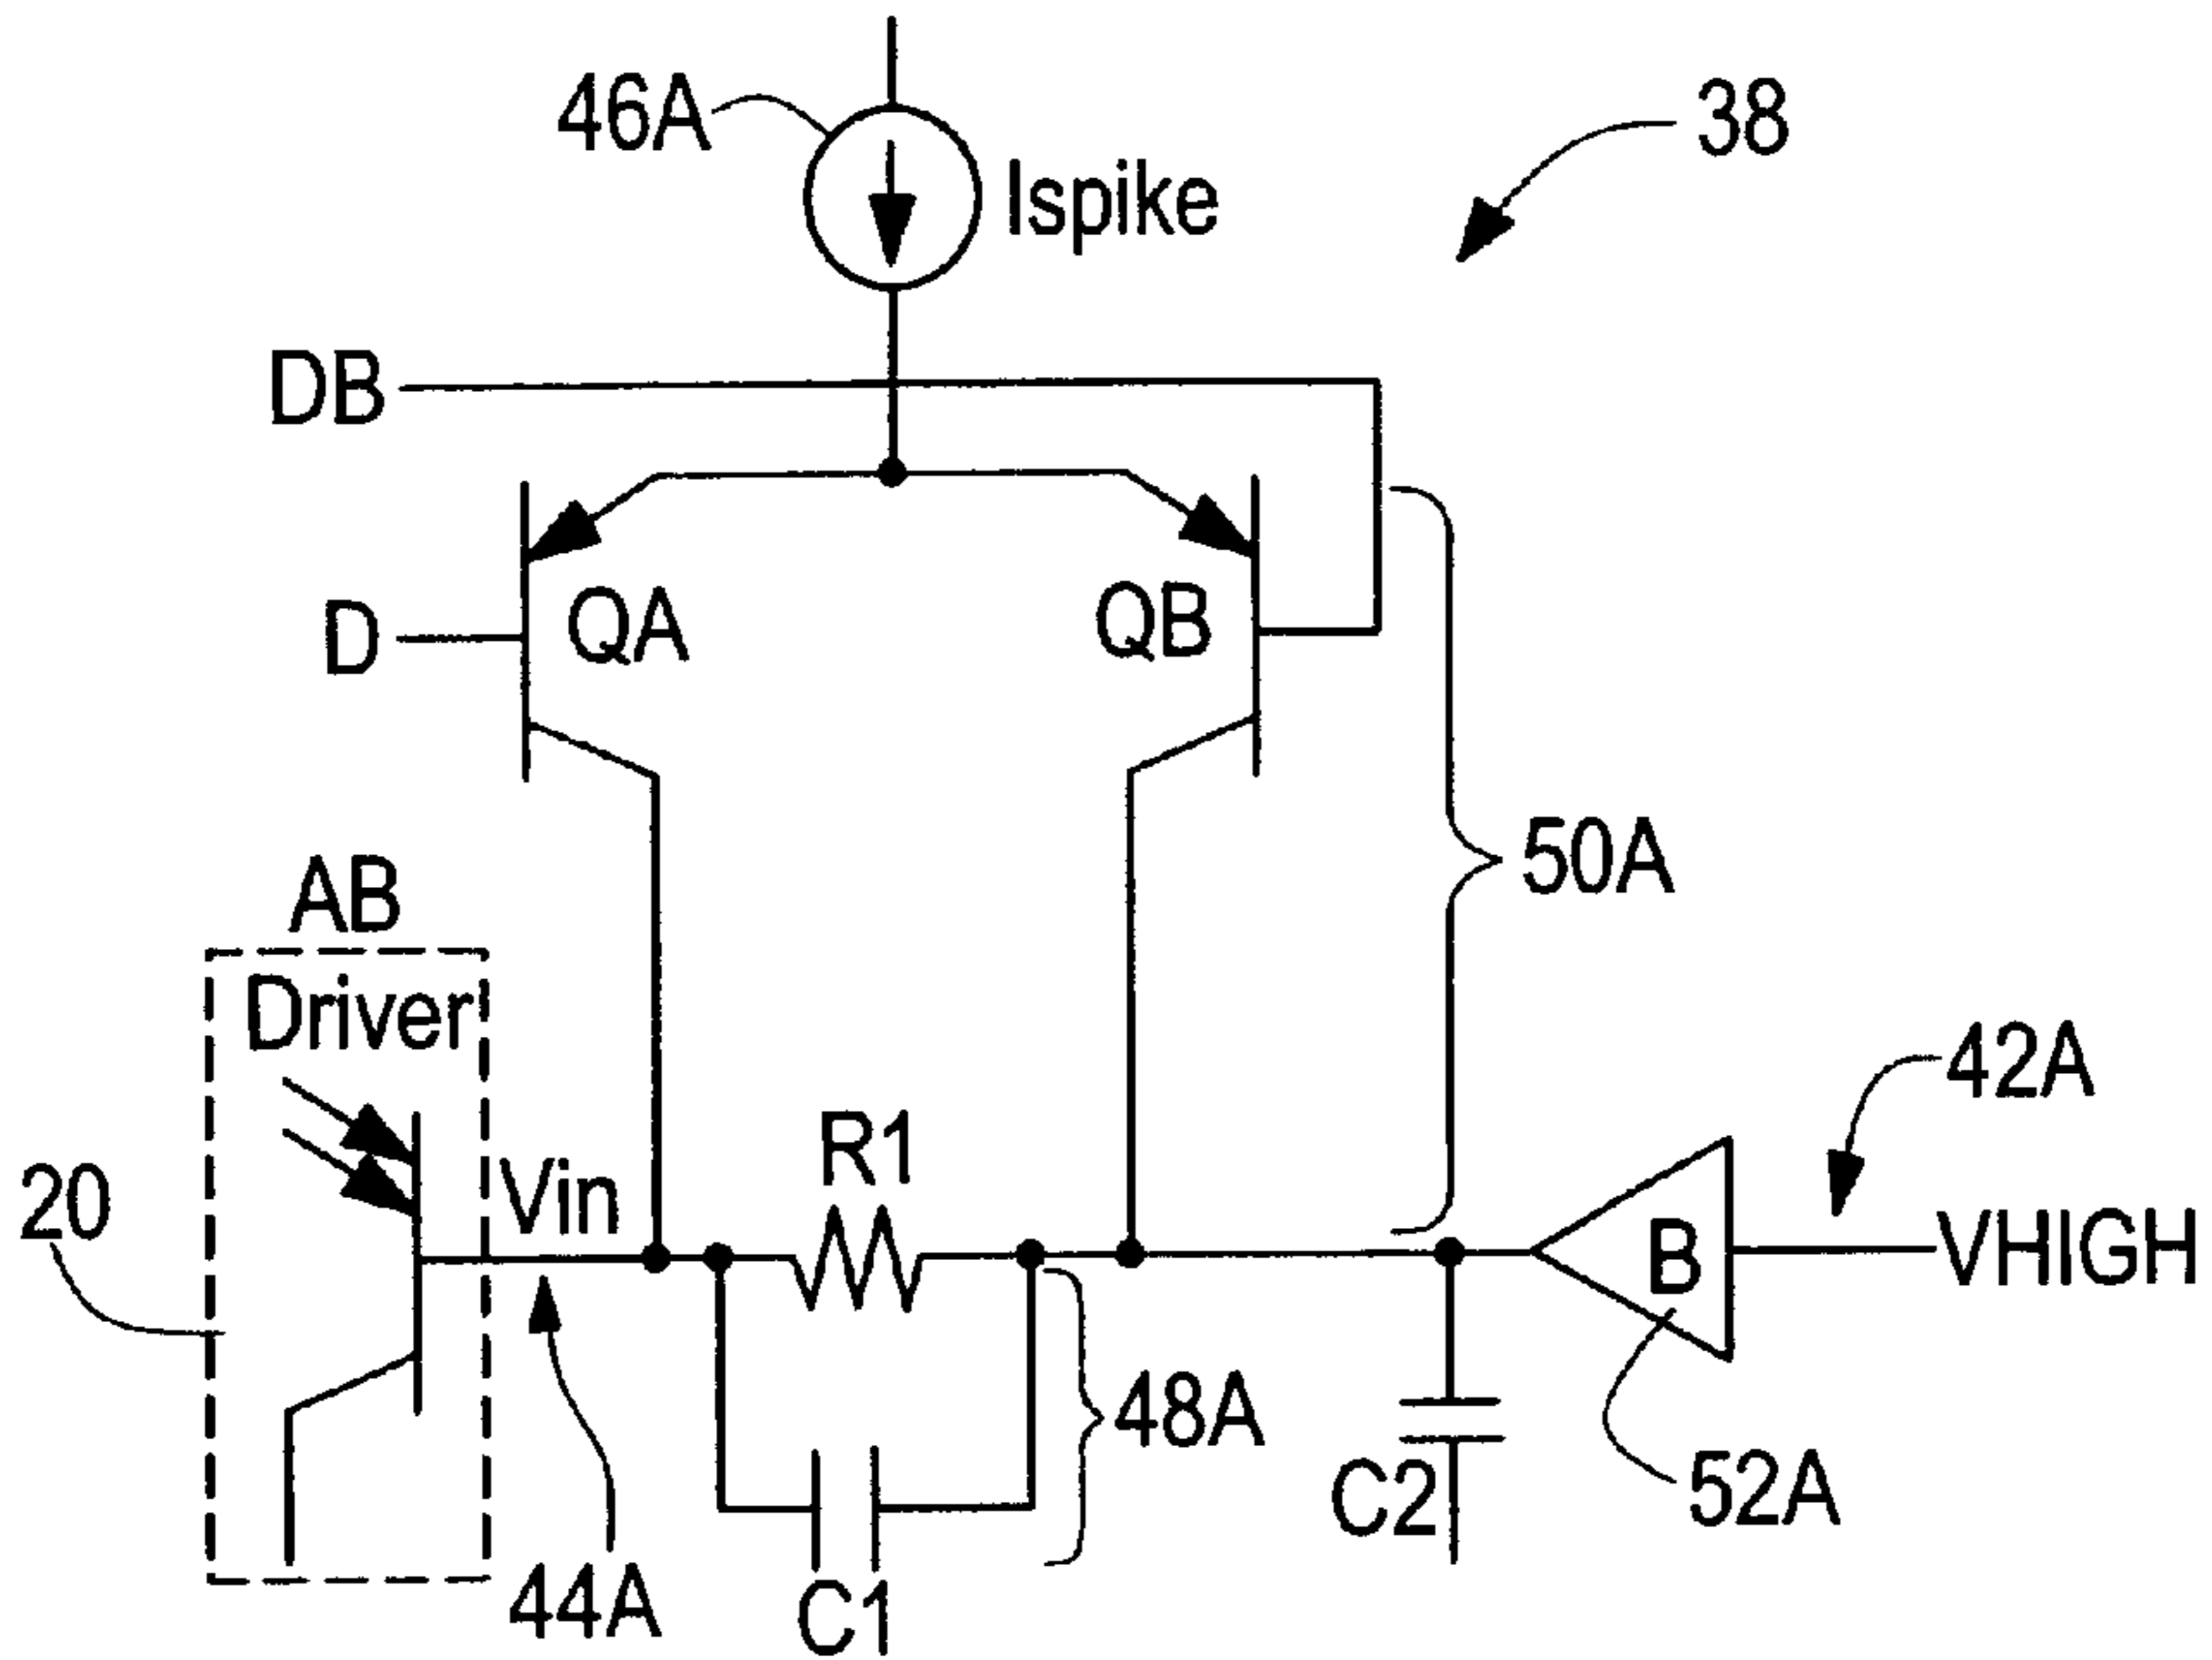 46A
38
Ispike
DB
D
QA
QB
50A
AB
Driver
42A
R1
20
Vin
B
VHIGH
48A
C2
52A
44A
C1